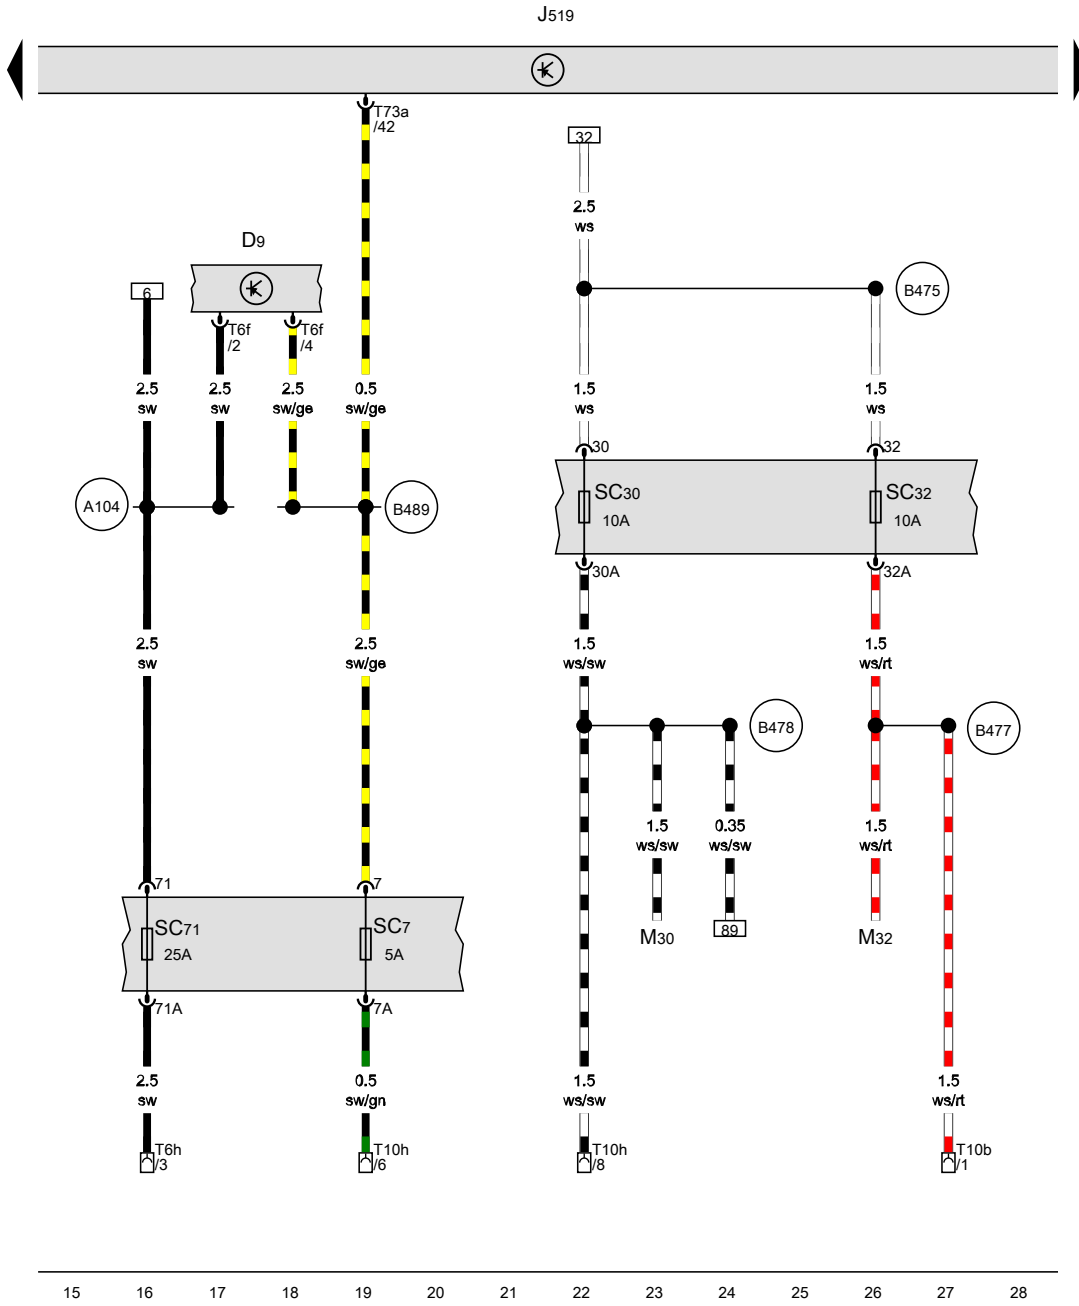 J519
T73a
/42
32
2.5
ws
D9
6
B475
T6f
/2
T6f
/4
2.5
sw
2.5
sw
2.5
sw/ge
0.5
sw/ge
1.5
ws
1.5
ws
30
32
A104
B489
SC30
10A
SC32
10A
30A
32A
2.5
sw
2.5
sw/ge
1.5
ws/sw
1.5
ws/rt
B478
B477
1.5
ws/sw
0.35
ws/sw
1.5
ws/rt
71
7
SC71
25A
SC7
5A
M30
89
M32
71A
7A
2.5
sw
0.5
sw/gn
1.5
ws/sw
1.5
ws/rt
T6h
/3
T10h
/6
T10h
/8
T10b
/1
15 16 17 18 19 20 21 22 23 24 25 26 27 28